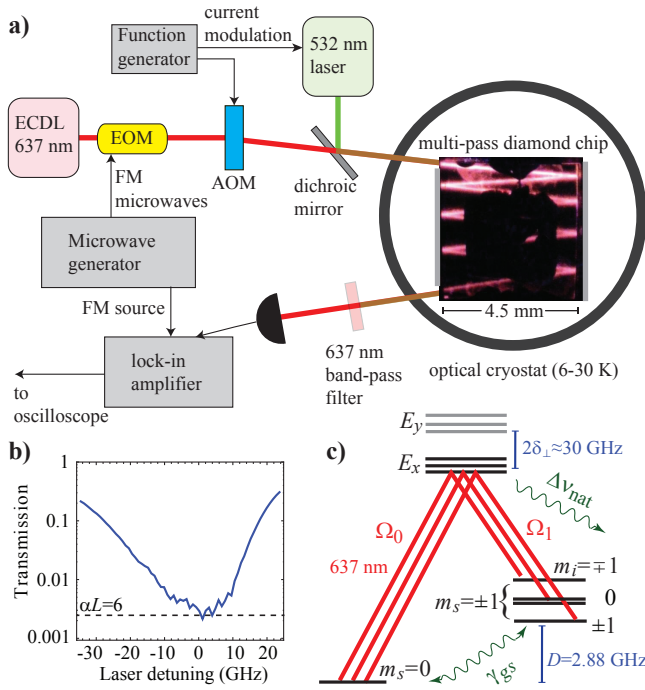 a)
Function
generator
current
modulation
532 nm
laser
ECDL
637 nm
EOM
AOM
dichroic
mirror
multi-pass diamond chip
FM
microwaves
Microwave
generator
FM source
4.5 mm
lock-in
amplifier
637 nm
band-pass
filter
optical cryostat (6-30 K)
to
oscilloscope
b)
Transmission
1
0.1
0.01
0.001
αL=6
-30 -20 -10 0 10 20
Laser detuning (GHz)
c)
E_y
E_x
2δ⊥≈30 GHz
Δν_nat
Ω_0
Ω_1
637 nm
m_i=∓1
m_s=±1 { 0
±1
m_s=0
γ_gs
D=2.88 GHz